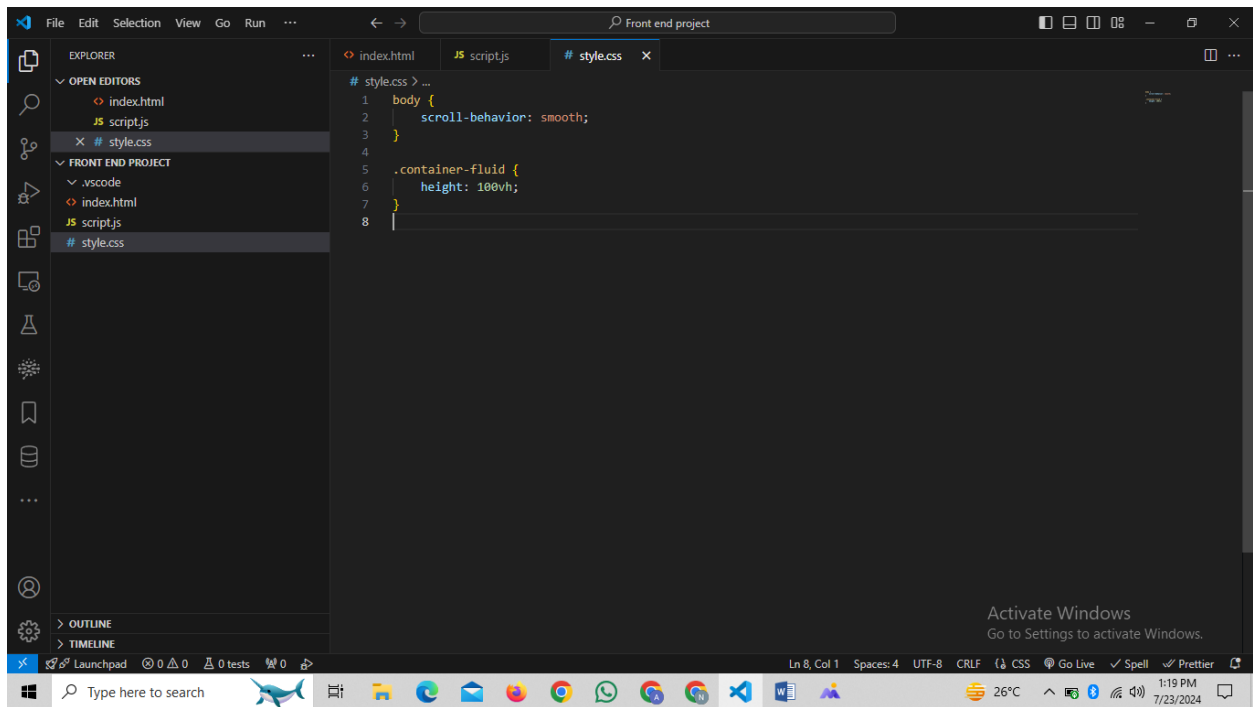 File Edit Selection View Go Run ···
Front end project
EXPLORER ···
index.html
JS script.js
# style.css
OPEN EDITORS
index.html
JS script.js
# style.css
FRONT END PROJECT
.vscode
index.html
JS script.js
# style.css
# style.css > ...
1 body {
2 scroll-behavior: smooth;
3 }
4
5 .container-fluid {
6 height: 100vh;
7 }
8
OUTLINE
TIMELINE
Activate Windows
Go to Settings to activate Windows.
Launchpad 0 0 0 tests 0
Ln 8, Col 1 Spaces: 4 UTF-8 CRLF CSS Go Live Spell Prettier
Type here to search
26°C
1:19 PM
7/23/2024